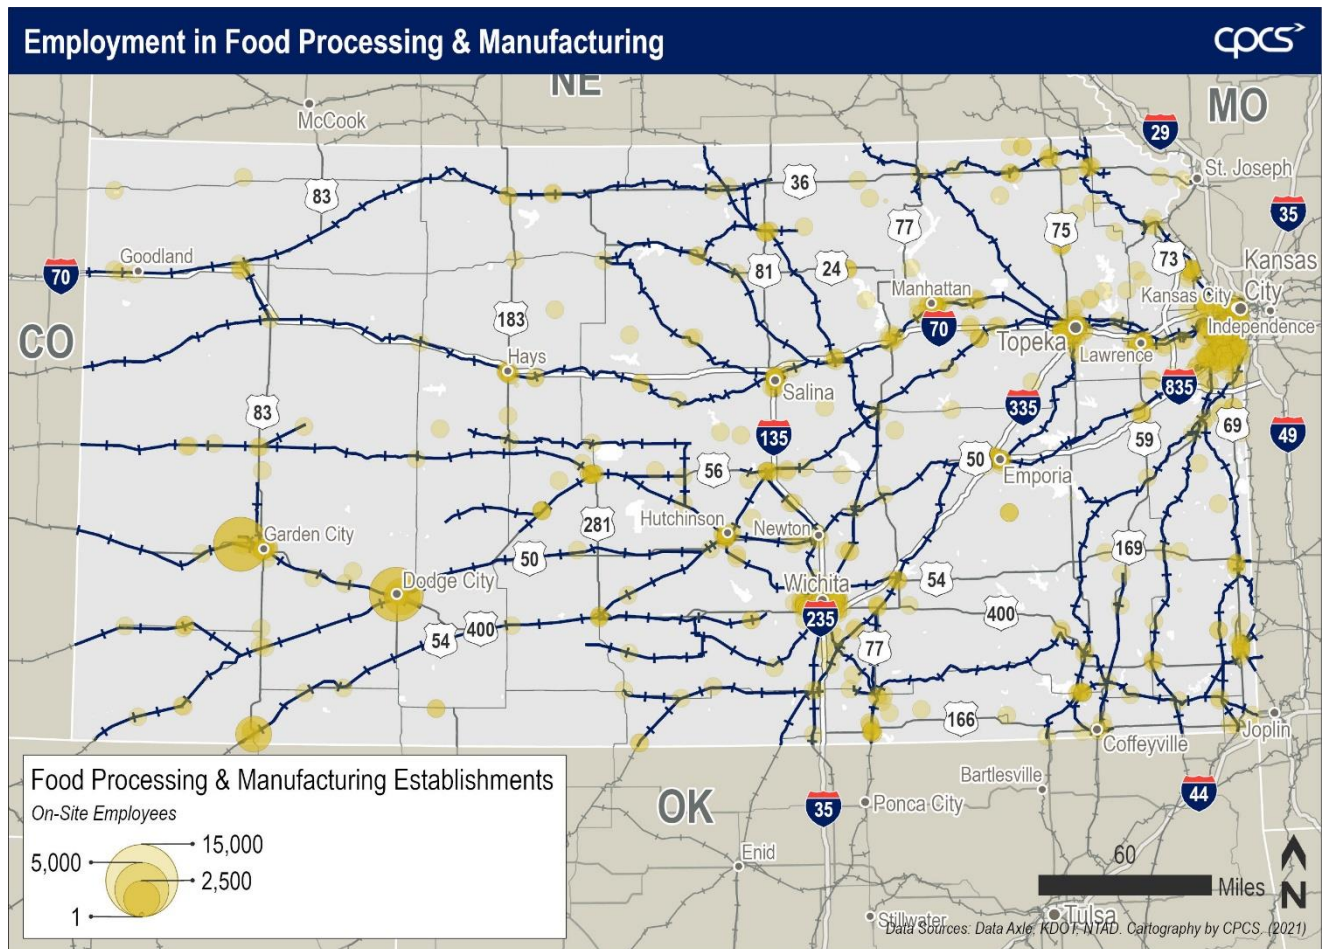 Employment in Food Processing & Manufacturing
cpcs
NE
MO
McCook
29
St. Joseph
83
36
35
77
75
73
Goodland
70
81
24
Kansas
City
Manhattan
Kansas City
183
70
Independence
CO
Topeka
Lawrence
Hays
Salina
835
83
335
135
59
69
49
50
56
Emporia
Hutchinson
Newton
281
Garden City
169
50
Dodge City
Wichita
54
235
400
400
54
77
166
Joplin
Coffeyville
Food Processing & Manufacturing Establishments
On-Site Employees
15,000
5,000
2,500
1
OK
Bartlesville
35
Ponca City
44
Enid
60
Miles
N
Stillwater
Tulsa
Data Sources: Data Axle, KDOT, NTAD. Cartography by CPCS. (2021)